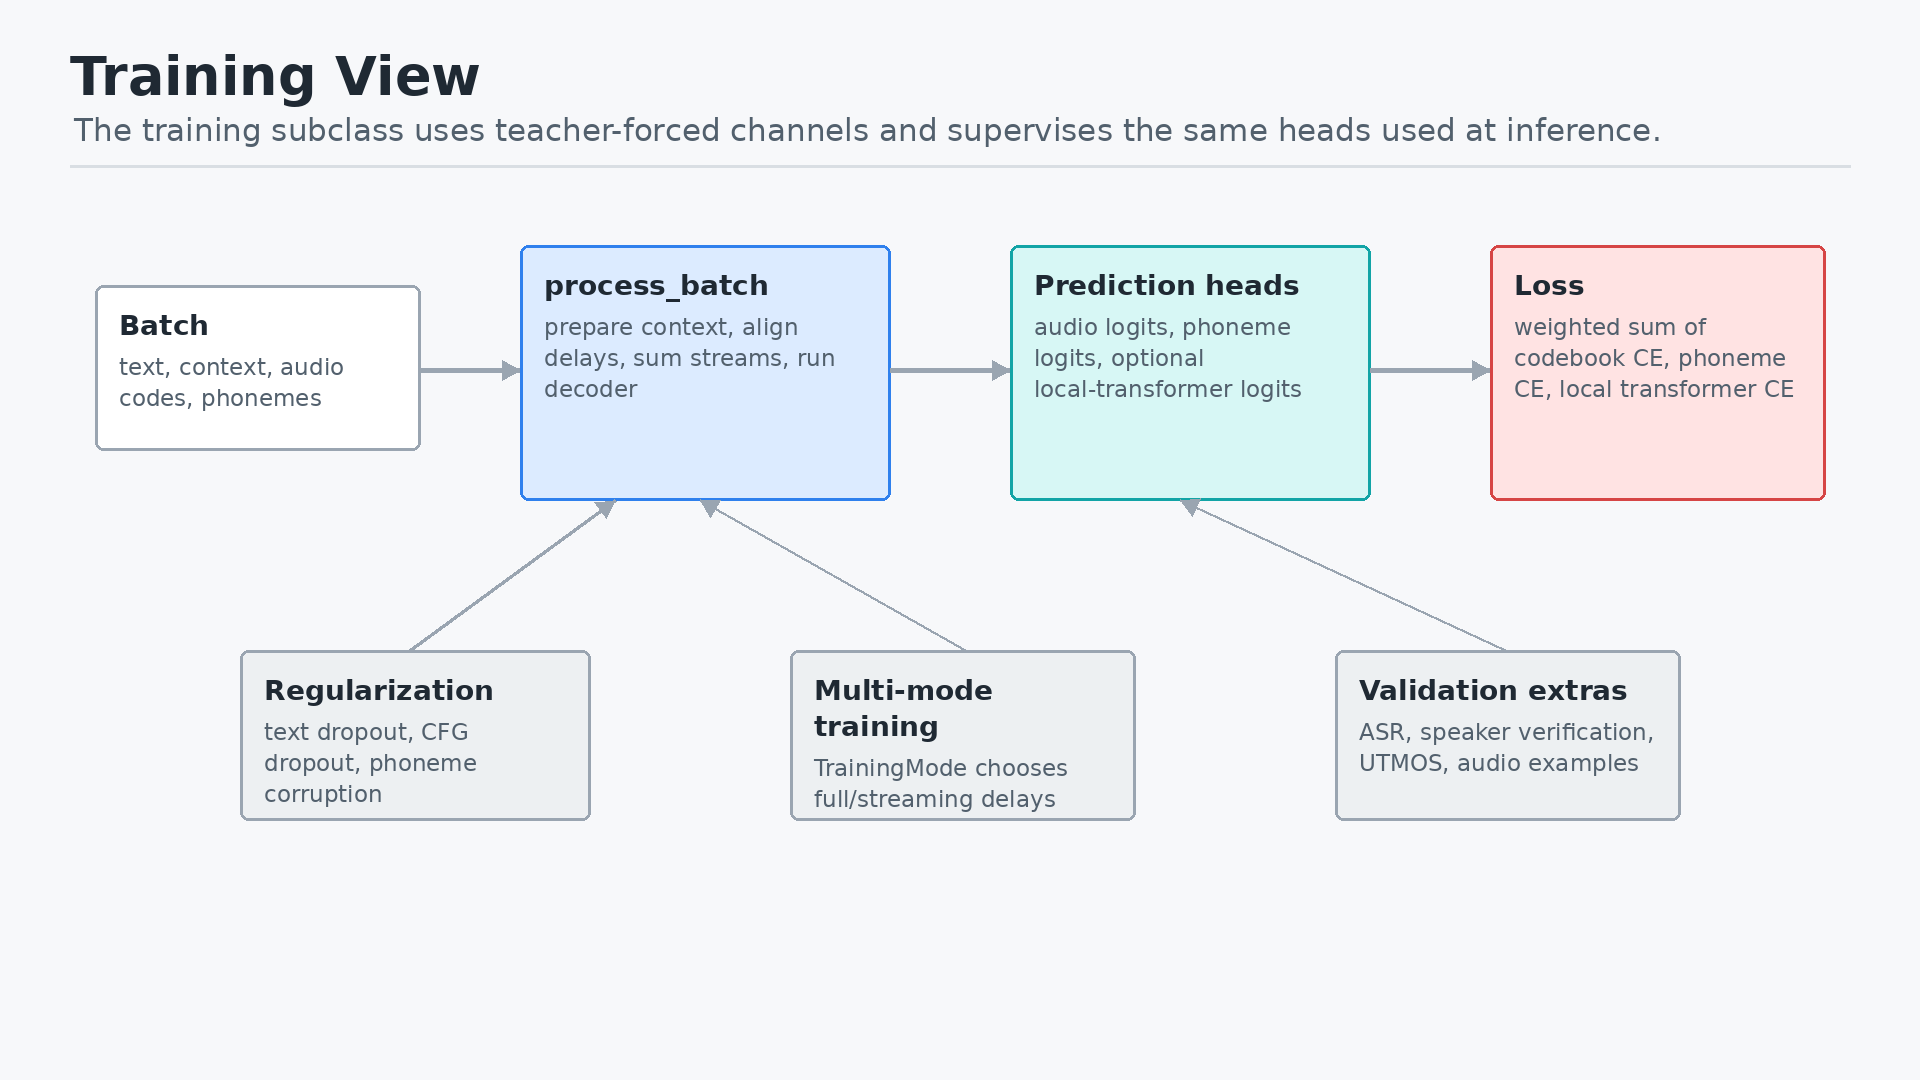 Training View
The training subclass uses teacher-forced channels and supervises the same heads used at inference.
Batch
text, context, audio
codes, phonemes
process_batch
prepare context, align
delays, sum streams, run
decoder
Prediction heads
audio logits, phoneme
logits, optional
local-transformer logits
Loss
weighted sum of
codebook CE, phoneme
CE, local transformer CE
Regularization
text dropout, CFG
dropout, phoneme
corruption
Multi-mode
training
TrainingMode chooses
full/streaming delays
Validation extras
ASR, speaker verification,
UTMOS, audio examples